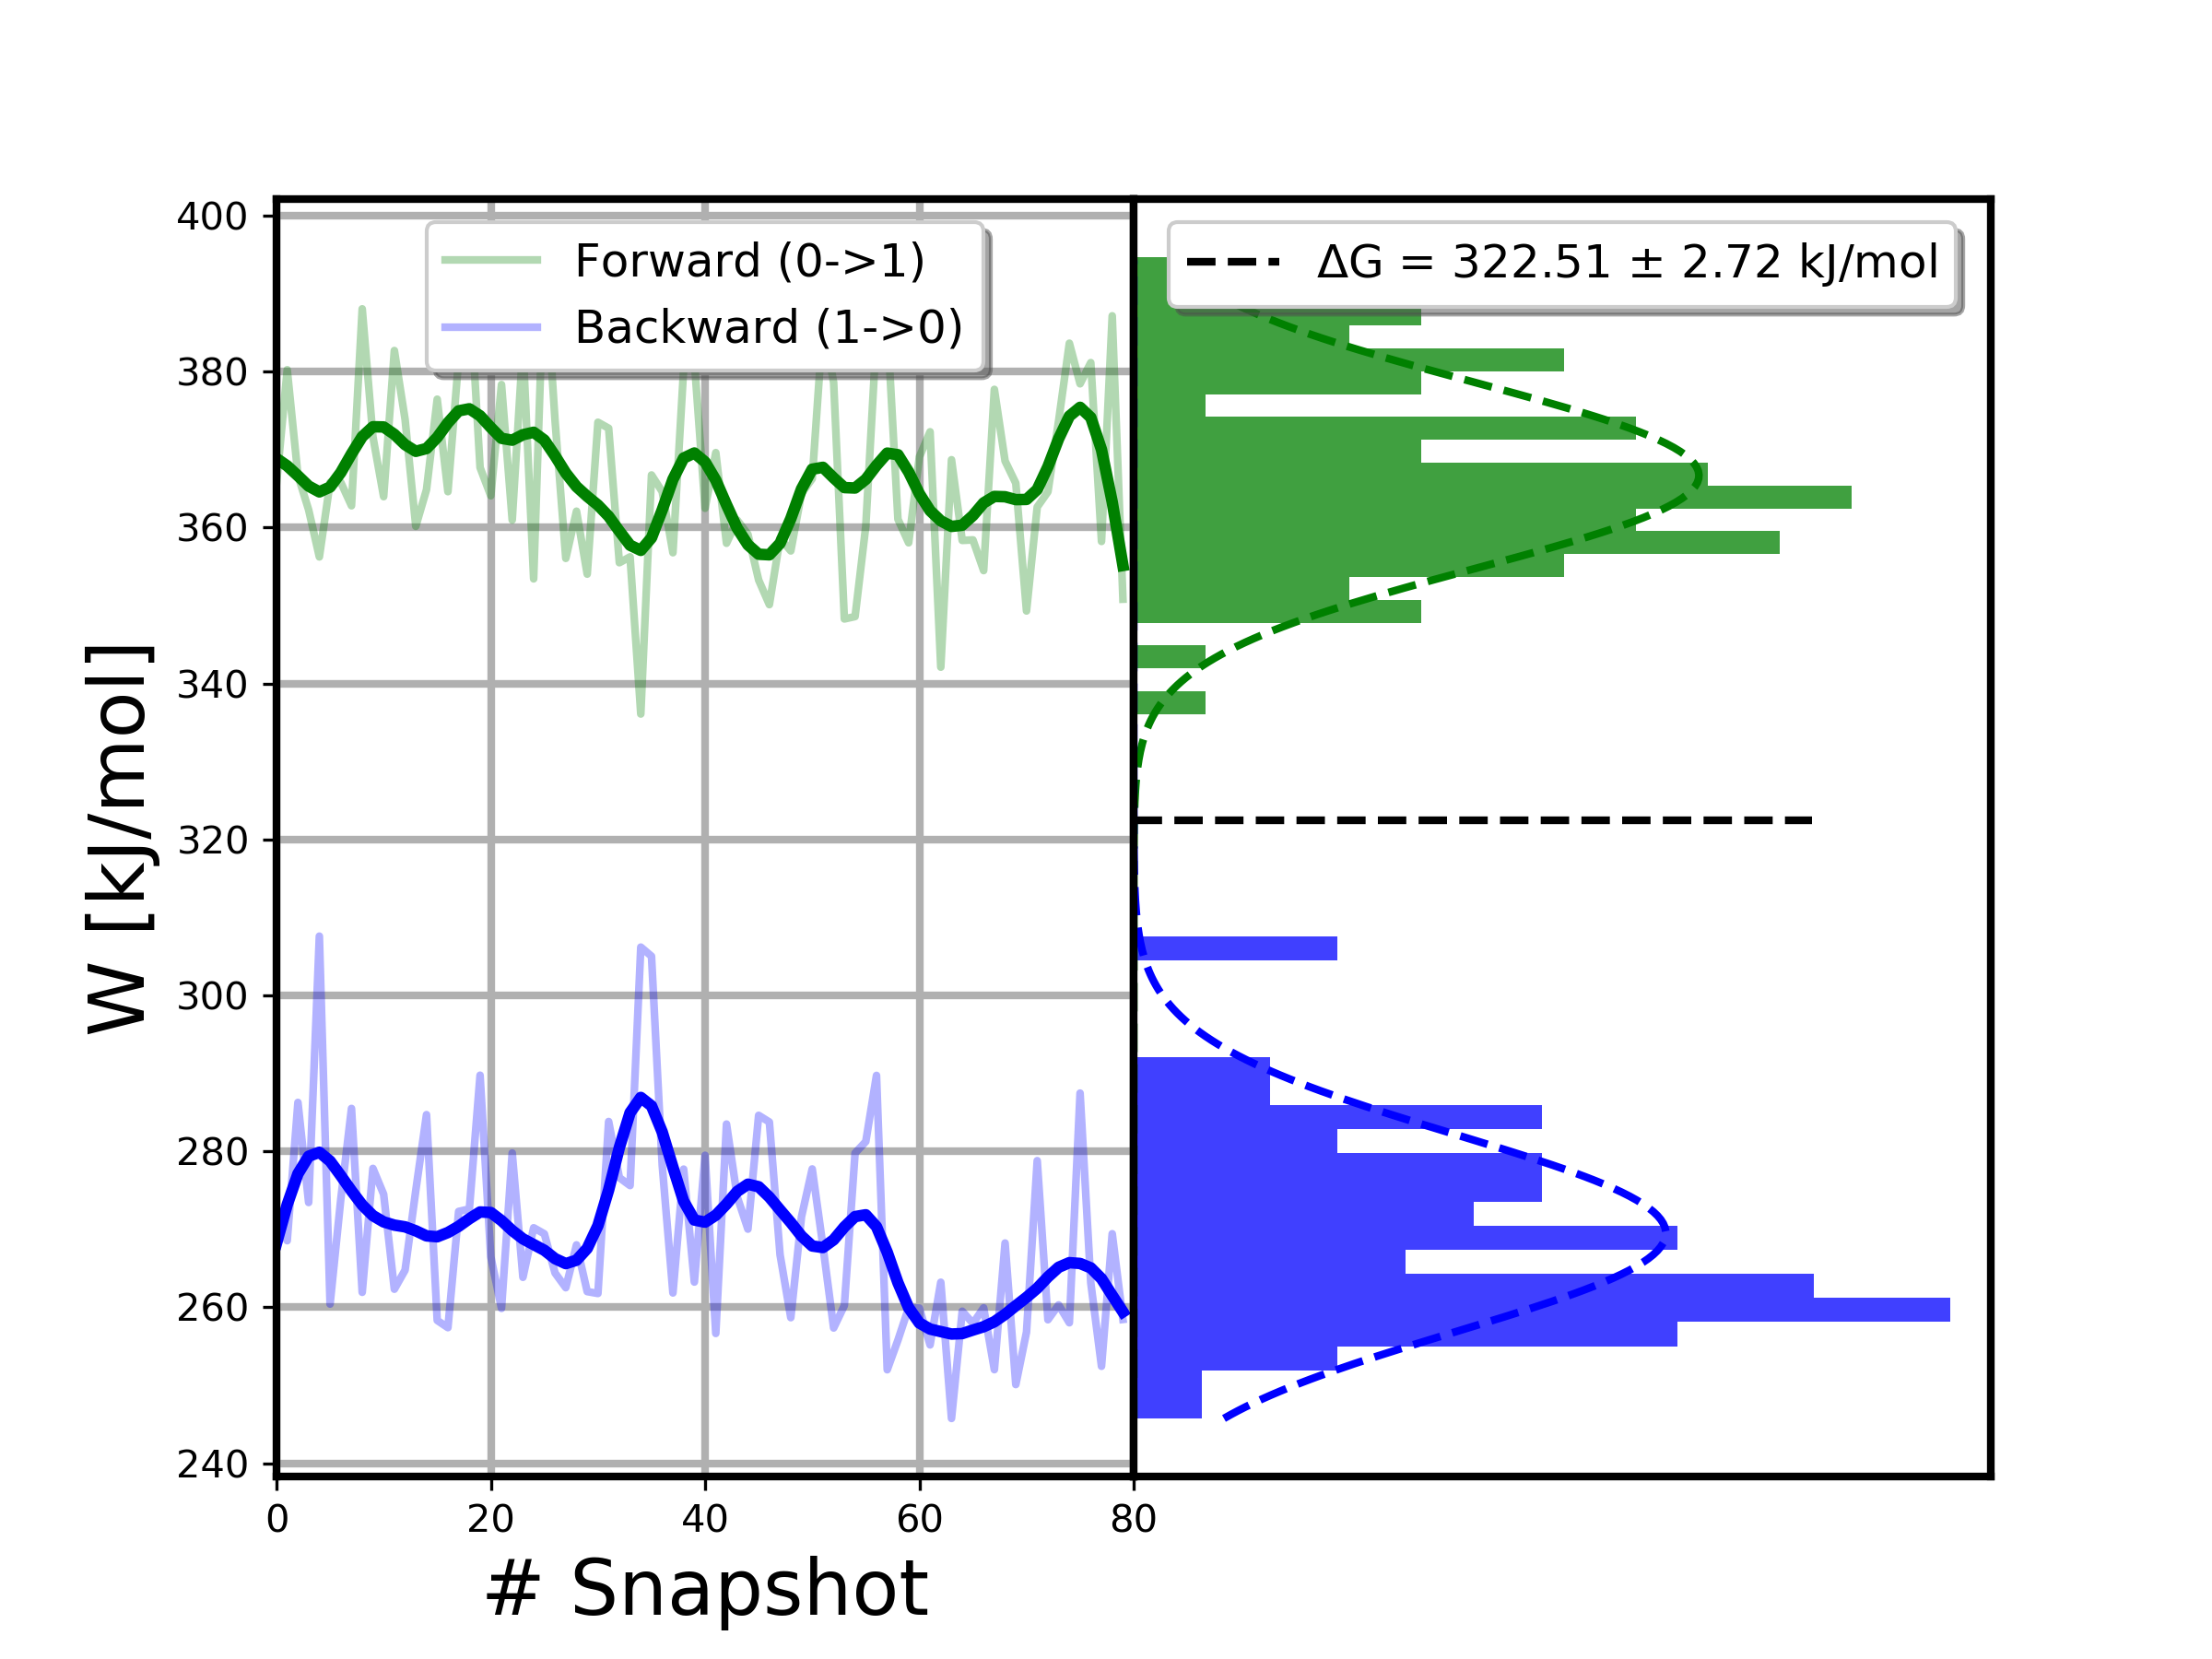 Forward (0->1)
Backward (1->0)
ΔG = 322.51 ± 2.72 kJ/mol
W [kJ/mol]
400
380
360
340
320
300
280
260
240
0 20 40 60 80
# Snapshot